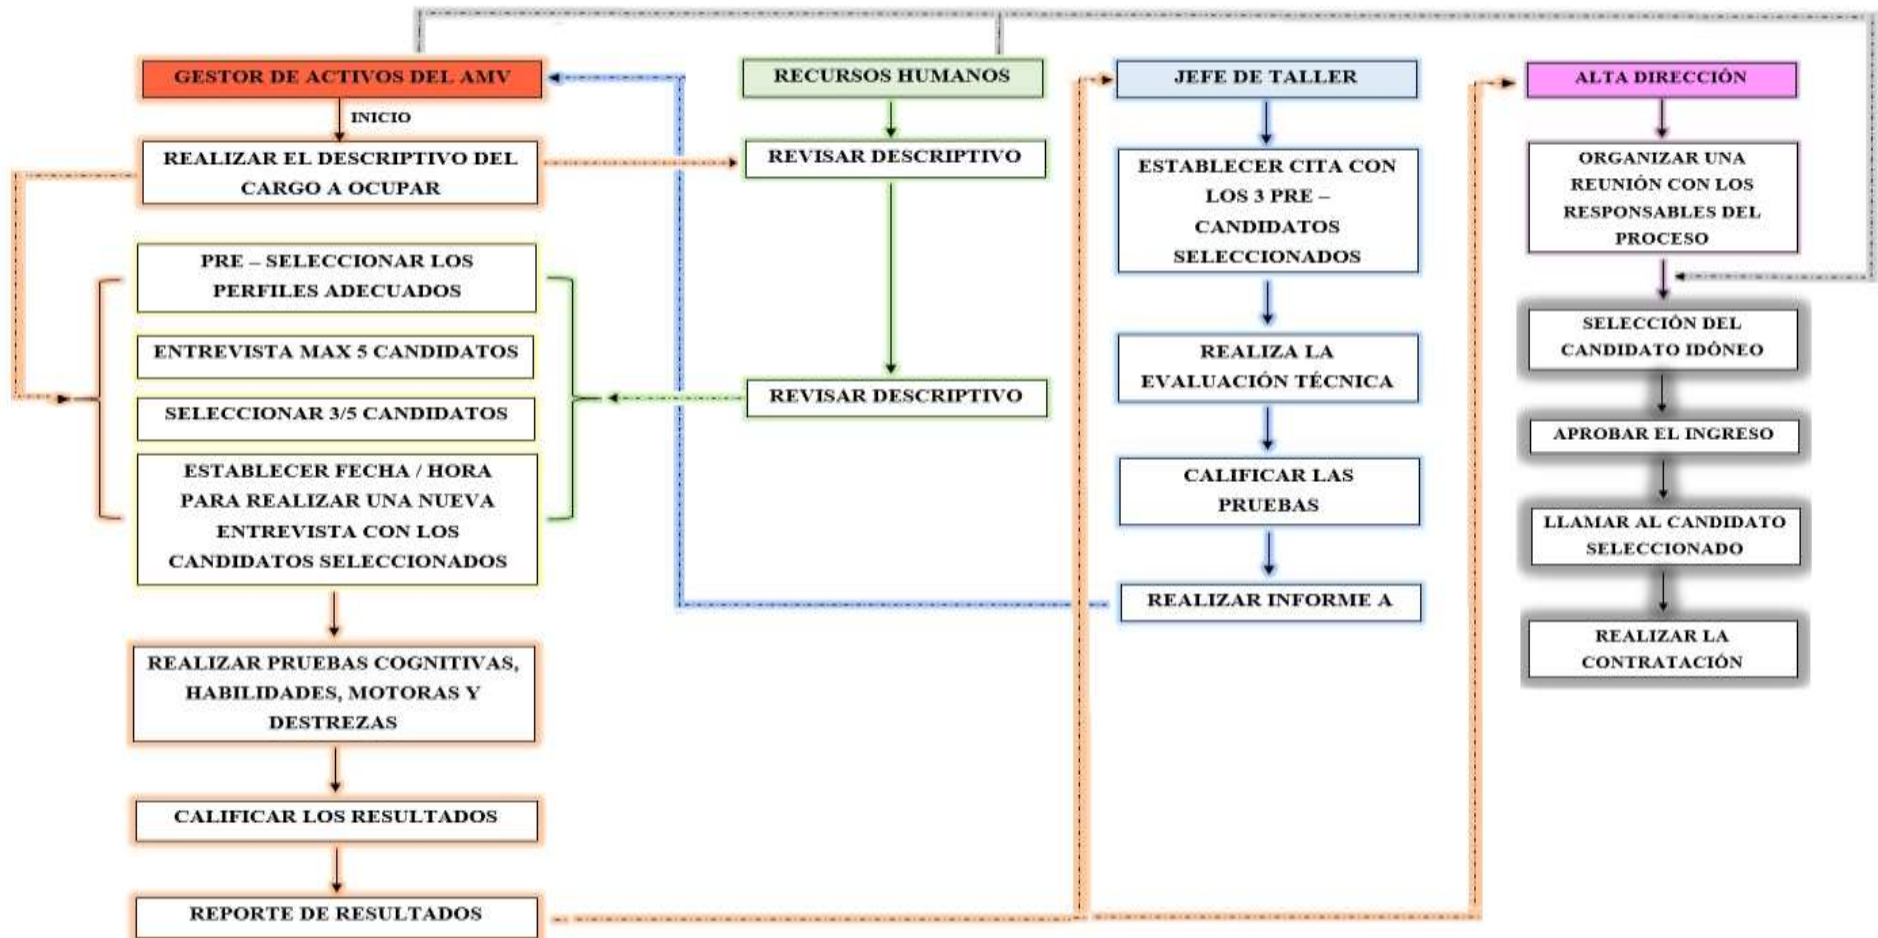 GESTOR DE ACTIVOS DEL AMV
INICIO
REALIZAR EL DESCRIPTIVO DEL
CARGO A OCUPAR
PRE – SELECCIONAR LOS
PERFILES ADECUADOS
ENTREVISTA MAX 5 CANDIDATOS
SELECCIONAR 3/5 CANDIDATOS
ESTABLECER FECHA / HORA
PARA REALIZAR UNA NUEVA
ENTREVISTA CON LOS
CANDIDATOS SELECCIONADOS
REALIZAR PRUEBAS COGNITIVAS,
HABILIDADES, MOTORAS Y
DESTREZAS
CALIFICAR LOS RESULTADOS
REPORTE DE RESULTADOS
RECURSOS HUMANOS
REVISAR DESCRIPTIVO
REVISAR DESCRIPTIVO
JEFE DE TALLER
ESTABLECER CITA CON
LOS 3 PRE –
CANDIDATOS
SELECCIONADOS
REALIZA LA
EVALUACIÓN TÉCNICA
CALIFICAR LAS
PRUEBAS
REALIZAR INFORME A
ALTA DIRECCIÓN
ORGANIZAR UNA
REUNIÓN CON LOS
RESPONSABLES DEL
PROCESO
SELECCIÓN DEL
CANDIDATO IDÓNEO
APROBAR EL INGRESO
LLAMAR AL CANDIDATO
SELECCIONADO
REALIZAR LA
CONTRATACIÓN